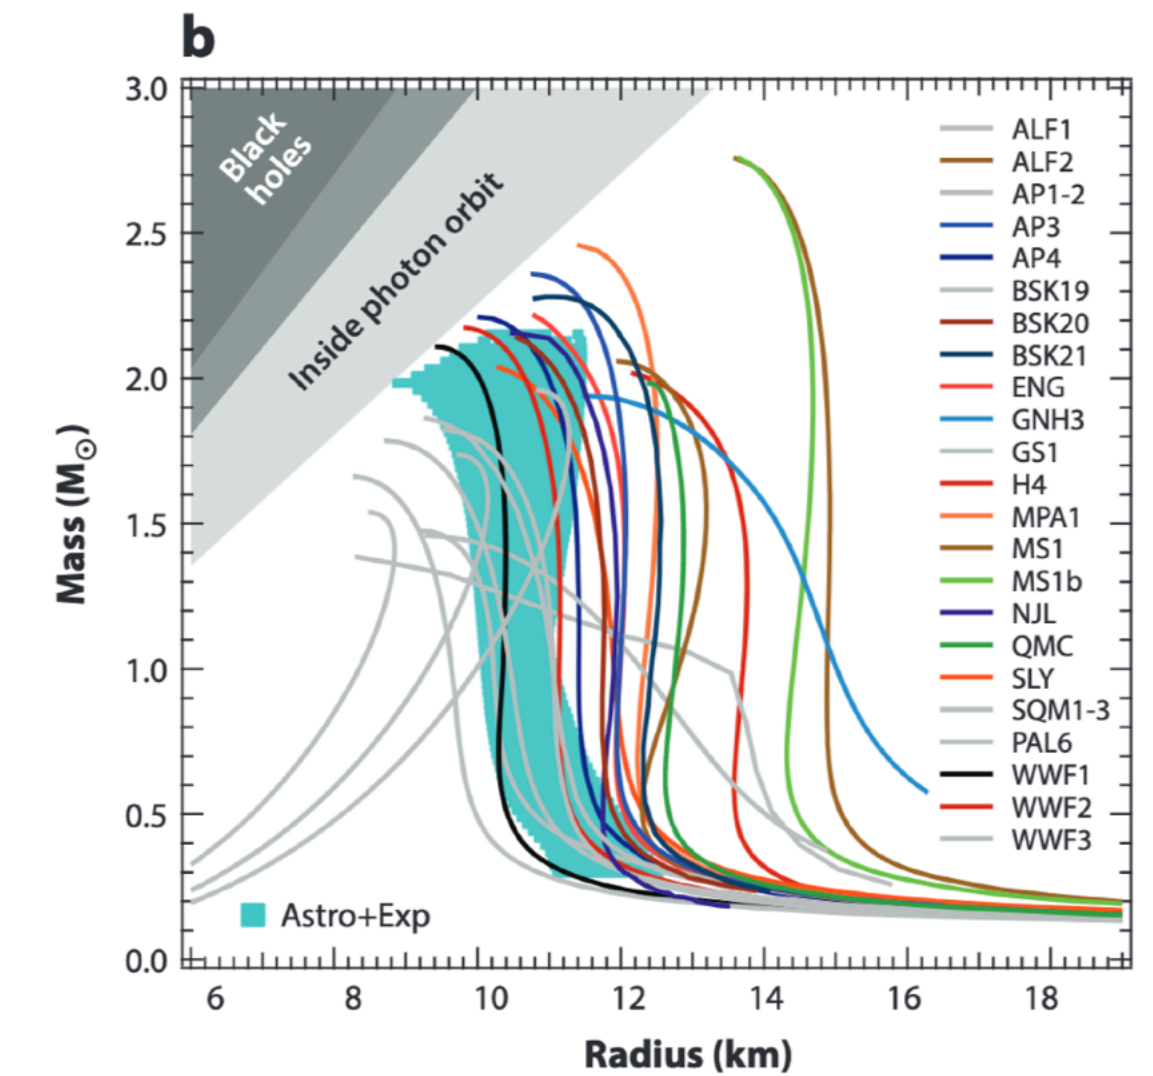 b
3.0
2.5
2.0
1.5
1.0
0.5
0.0
Mass (M⊙)
Black
holes
Inside photon orbit
ALF1
ALF2
AP1-2
AP3
AP4
BSK19
BSK20
BSK21
ENG
GNH3
GS1
H4
MPA1
MS1
MS1b
NJL
QMC
SLY
SQM1-3
PAL6
WWF1
WWF2
WWF3
Astro+Exp
6 8 10 12 14 16 18
Radius (km)